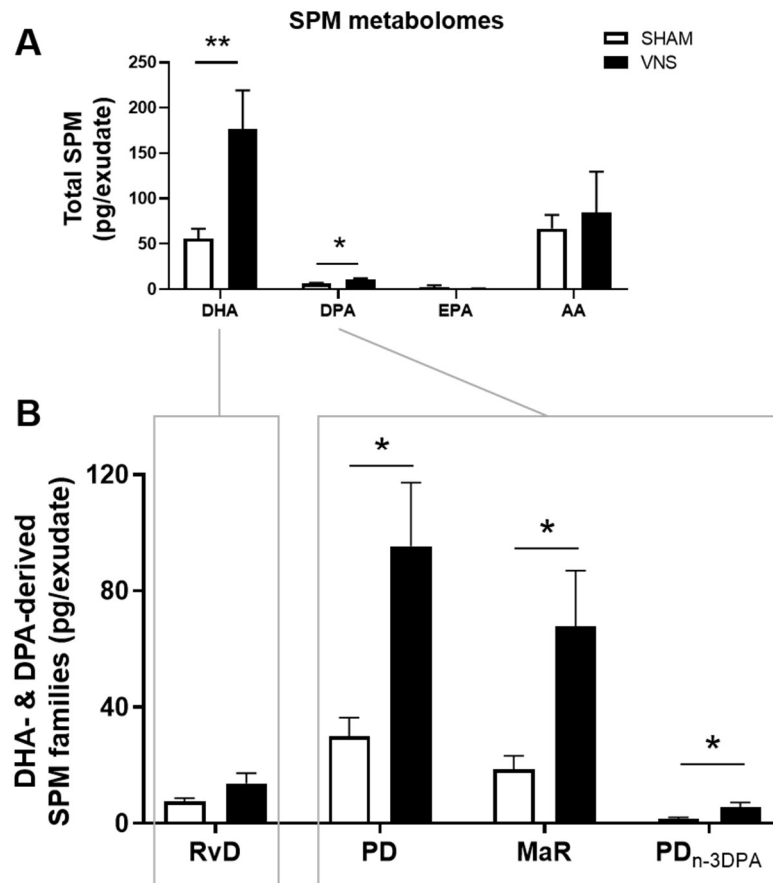 SPM metabolomes
A
SHAM
VNS
**
*
Total SPM
(pg/exudate)
250
200
150
100
50
0
DHA
DPA
EPA
AA
B
*
*
*
DHA- & DPA-derived
SPM families (pg/exudate)
120
80
40
0
RvD
PD
MaR
PDn-3DPA